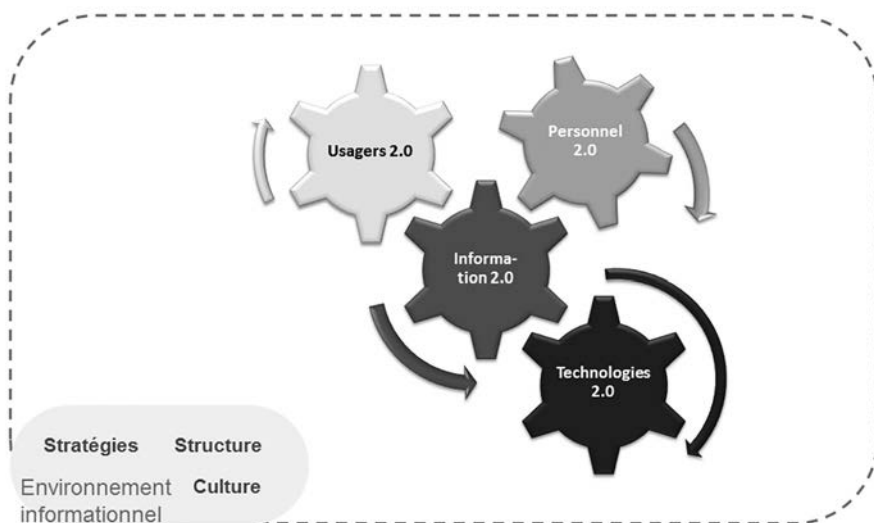 Usagers 2.0
Personnel
2.0
Informa-
tion 2.0
Technologies
2.0
Stratégies Structure
Environnement Culture
informationnel